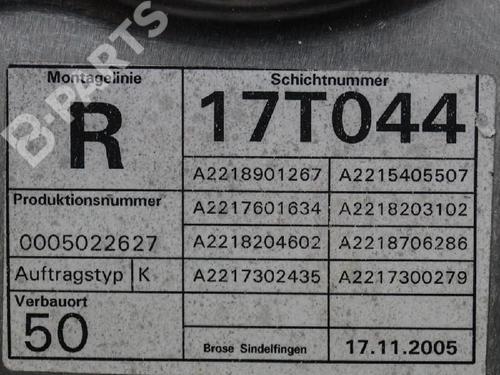 B-PARTS
Montagelinie
Schichtnummer
R
17T044
A2218901267 A2215405507
Produktionsnummer
A2217601634 A2218203102
0005022627
A2218204602 A2218706286
Auftragstyp K
A2217302435 A2217300279
Verbauort
50
Brose Sindelfingen 17.11.2005